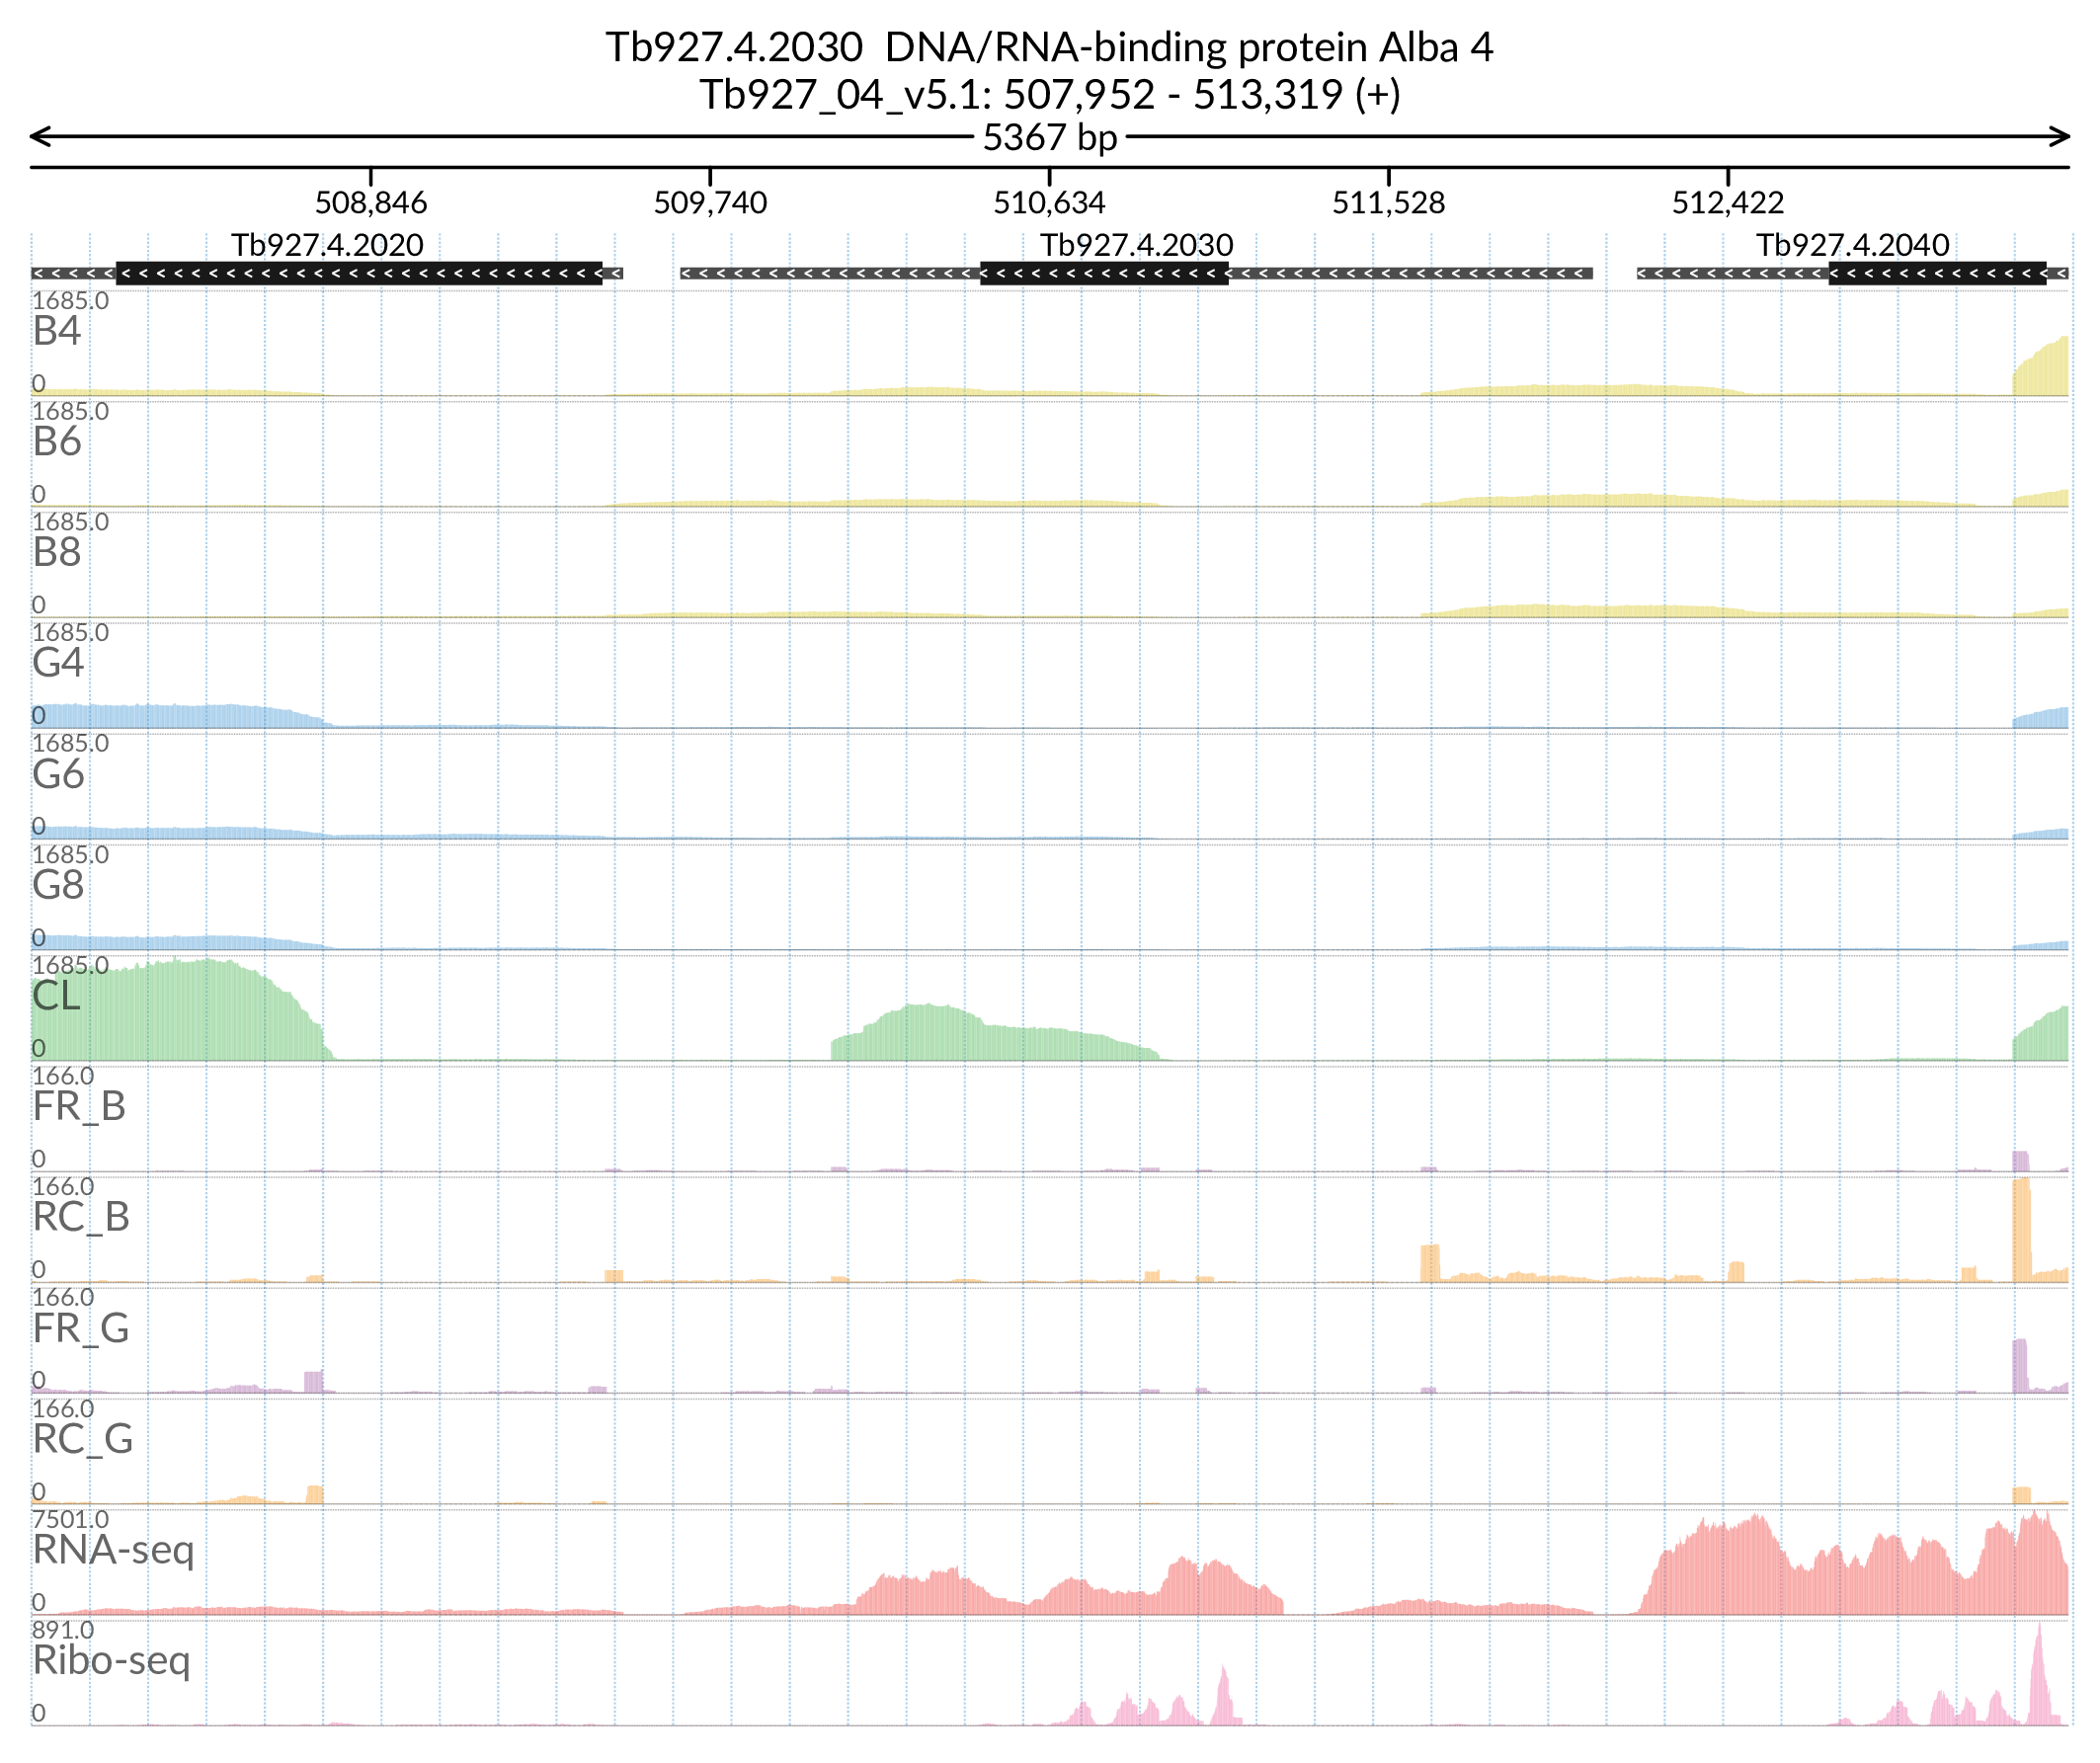 Tb927.4.2030 DNA/RNA-binding protein Alba 4
Tb927_04_v5.1: 507,952 - 513,319 (+)
5367 bp
508,846 509,740 510,634 511,528 512,422
Tb927.4.2020 Tb927.4.2030 Tb927.4.2040
1685.0
B4
0
1685.0
B6
0
1685.0
B8
0
1685.0
G4
0
1685.0
G6
0
1685.0
G8
0
1685.0
CL
0
166.0
FR_B
0
166.0
RC_B
0
166.0
FR_G
0
166.0
RC_G
0
7501.0
RNA-seq
0
891.0
Ribo-seq
0